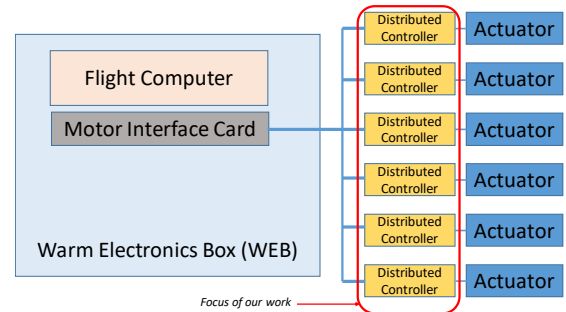 Flight Computer
Motor Interface Card
Warm Electronics Box (WEB)
Distributed
Controller
Actuator
Distributed
Controller
Actuator
Distributed
Controller
Actuator
Distributed
Controller
Actuator
Distributed
Controller
Actuator
Distributed
Controller
Actuator
Focus of our work